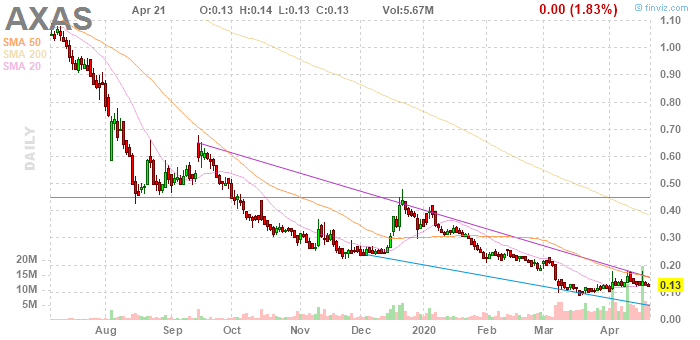 AXAS Apr 21 O:0.13 H:0.14 L:0.13 C:0.13 Vol:5.67M 0.00 (1.83%) © finviz.com
SMA 50
SMA 200
SMA 20
DAILY
1.10
1.00
0.90
0.80
0.70
0.60
0.50
0.40
0.30
0.20
0.13
0.10
0.00
20M
15M
10M
5M
Aug Sep Oct Nov Dec 2020 Feb Mar Apr